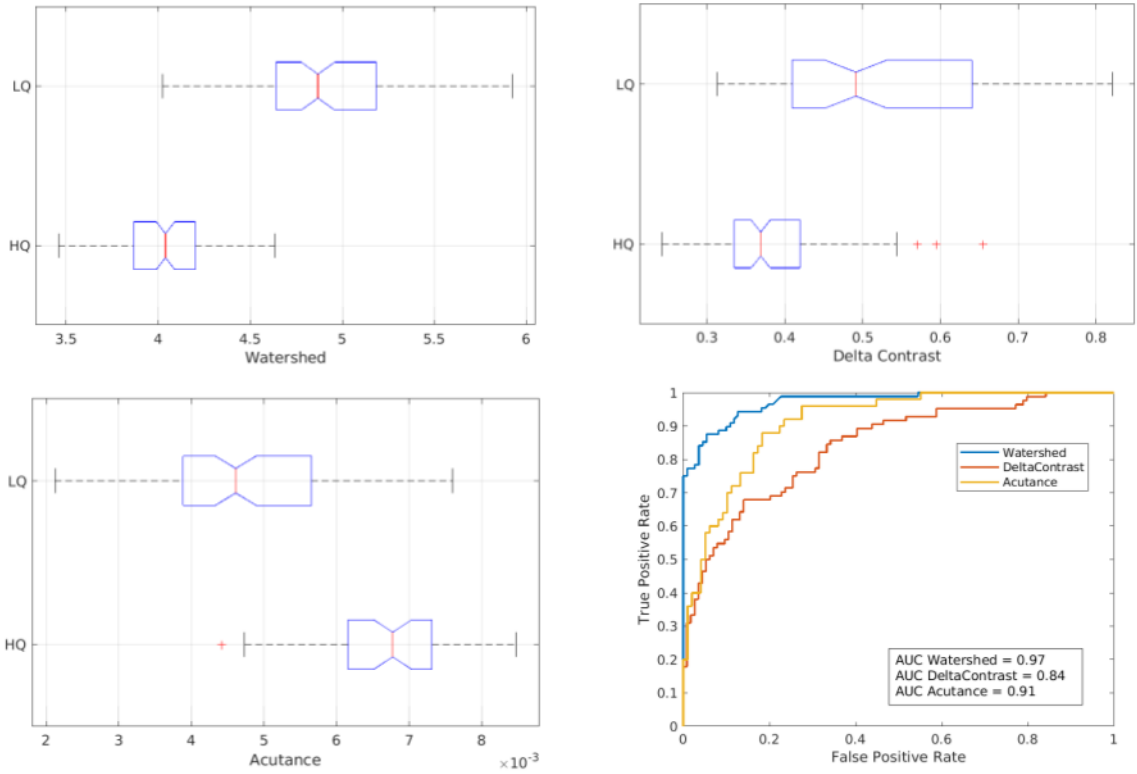 LQ
HQ
3.5 4 4.5 5 5.5 6
Watershed
LQ
HQ
0.3 0.4 0.5 0.6 0.7 0.8
Delta Contrast
LQ
HQ
2 3 4 5 6 7 8
Acutance ×10⁻³
1
0.9
0.8
0.7
0.6
0.5
0.4
0.3
0.2
0.1
0
True Positive Rate
Watershed
DeltaContrast
Acutance
AUC Watershed = 0.97
AUC DeltaContrast = 0.84
AUC Acutance = 0.91
0 0.2 0.4 0.6 0.8 1
False Positive Rate